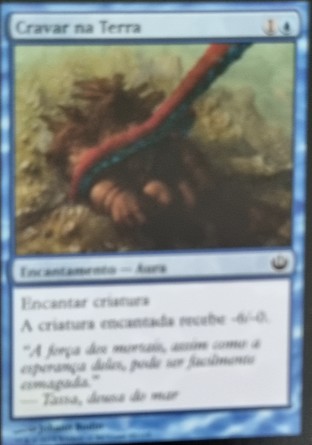 Cravar na Terra 1
Encantamento — Aura
Encantar criatura
A criatura encantada recebe -6/-0.
"A força dos mortais, assim como a
esperança deles, pode ser facilmente
esmagada."
— Tassa, deusa do mar